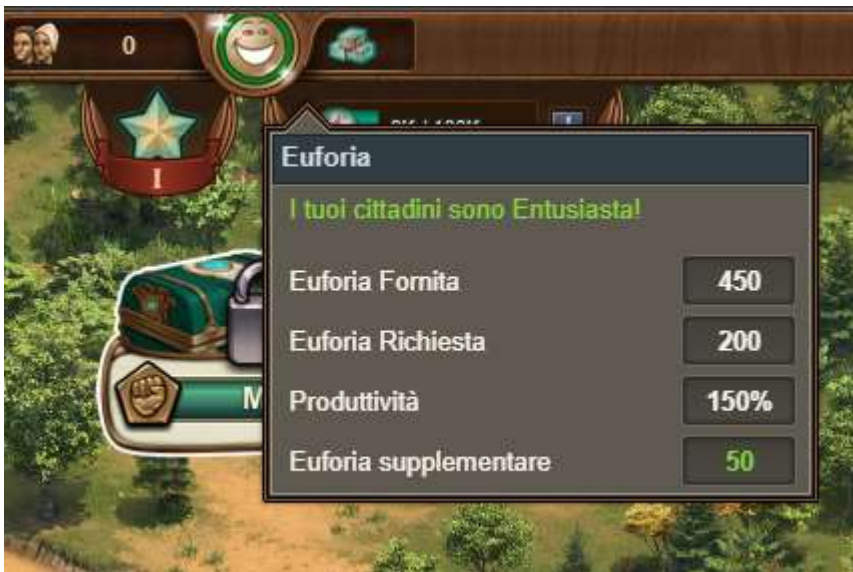 0
I
Euforia
I tuoi cittadini sono Entusiasta!
Euforia Fornita 450
Euforia Richiesta 200
M
Produttività 150%
Euforia supplementare 50